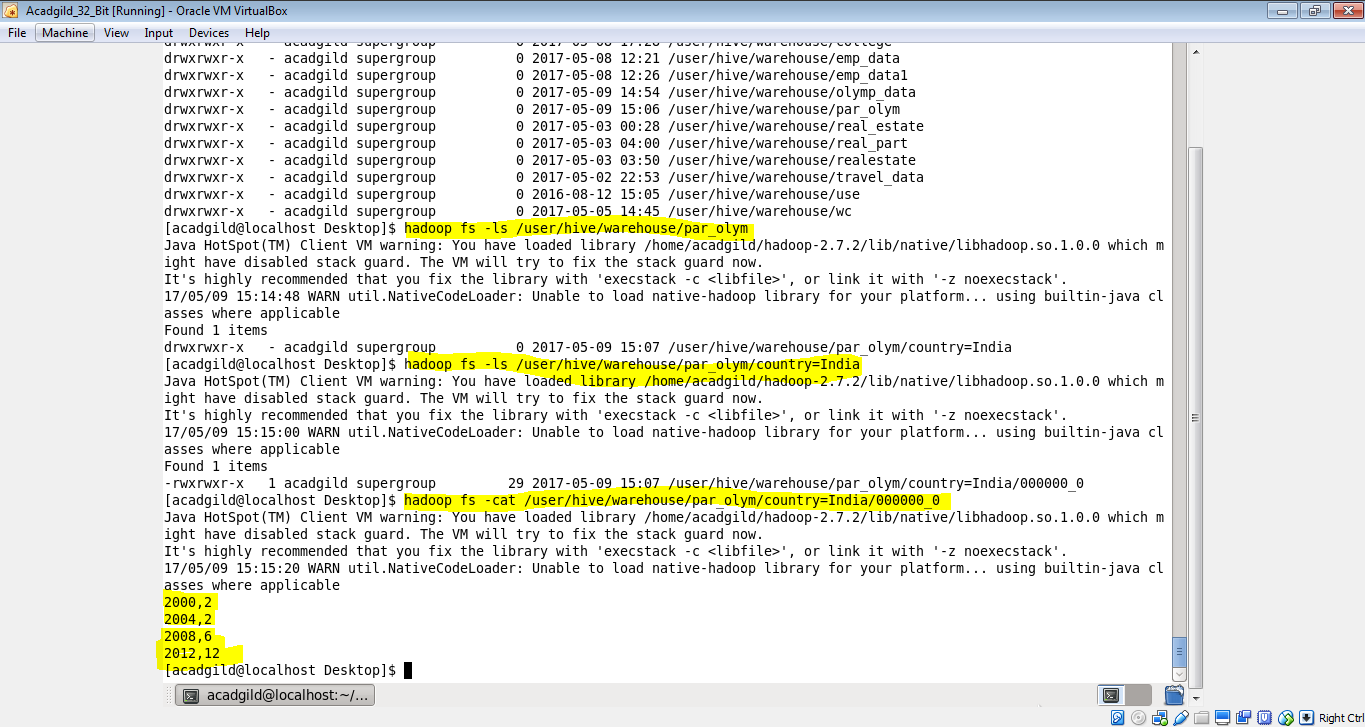 Acadgild_32_Bit [Running] - Oracle VM VirtualBox
File Machine View Input Devices Help
drwxrwxr-x - acadgild supergroup 0 2017-05-08 17:28 /user/hive/warehouse/college
drwxrwxr-x - acadgild supergroup 0 2017-05-08 12:21 /user/hive/warehouse/emp_data
drwxrwxr-x - acadgild supergroup 0 2017-05-08 12:26 /user/hive/warehouse/emp_data1
drwxrwxr-x - acadgild supergroup 0 2017-05-09 14:54 /user/hive/warehouse/olymp_data
drwxrwxr-x - acadgild supergroup 0 2017-05-09 15:06 /user/hive/warehouse/par_olym
drwxrwxr-x - acadgild supergroup 0 2017-05-03 00:28 /user/hive/warehouse/real_estate
drwxrwxr-x - acadgild supergroup 0 2017-05-03 04:00 /user/hive/warehouse/real_part
drwxrwxr-x - acadgild supergroup 0 2017-05-03 03:50 /user/hive/warehouse/realestate
drwxrwxr-x - acadgild supergroup 0 2017-05-02 22:53 /user/hive/warehouse/travel_data
drwxrwxr-x - acadgild supergroup 0 2016-08-12 15:05 /user/hive/warehouse/use
drwxrwxr-x - acadgild supergroup 0 2017-05-05 14:45 /user/hive/warehouse/wc
[acadgild@localhost Desktop]$ hadoop fs -ls /user/hive/warehouse/par_olym
Java HotSpot(TM) Client VM warning: You have loaded library /home/acadgild/hadoop-2.7.2/lib/native/libhadoop.so.1.0.0 which m
ight have disabled stack guard. The VM will try to fix the stack guard now.
It's highly recommended that you fix the library with 'execstack -c <libfile>', or link it with '-z noexecstack'.
17/05/09 15:14:48 WARN util.NativeCodeLoader: Unable to load native-hadoop library for your platform... using builtin-java cl
asses where applicable
Found 1 items
drwxrwxr-x - acadgild supergroup 0 2017-05-09 15:07 /user/hive/warehouse/par_olym/country=India
[acadgild@localhost Desktop]$ hadoop fs -ls /user/hive/warehouse/par_olym/country=India
Java HotSpot(TM) Client VM warning: You have loaded library /home/acadgild/hadoop-2.7.2/lib/native/libhadoop.so.1.0.0 which m
ight have disabled stack guard. The VM will try to fix the stack guard now.
It's highly recommended that you fix the library with 'execstack -c <libfile>', or link it with '-z noexecstack'.
17/05/09 15:15:00 WARN util.NativeCodeLoader: Unable to load native-hadoop library for your platform... using builtin-java cl
asses where applicable
Found 1 items
-rwxrwxr-x 1 acadgild supergroup 29 2017-05-09 15:07 /user/hive/warehouse/par_olym/country=India/000000_0
[acadgild@localhost Desktop]$ hadoop fs -cat /user/hive/warehouse/par_olym/country=India/000000_0
Java HotSpot(TM) Client VM warning: You have loaded library /home/acadgild/hadoop-2.7.2/lib/native/libhadoop.so.1.0.0 which m
ight have disabled stack guard. The VM will try to fix the stack guard now.
It's highly recommended that you fix the library with 'execstack -c <libfile>', or link it with '-z noexecstack'.
17/05/09 15:15:20 WARN util.NativeCodeLoader: Unable to load native-hadoop library for your platform... using builtin-java cl
asses where applicable
2000,2
2004,2
2008,6
2012,12
[acadgild@localhost Desktop]$
acadgild@localhost:~/...
Right Ctrl